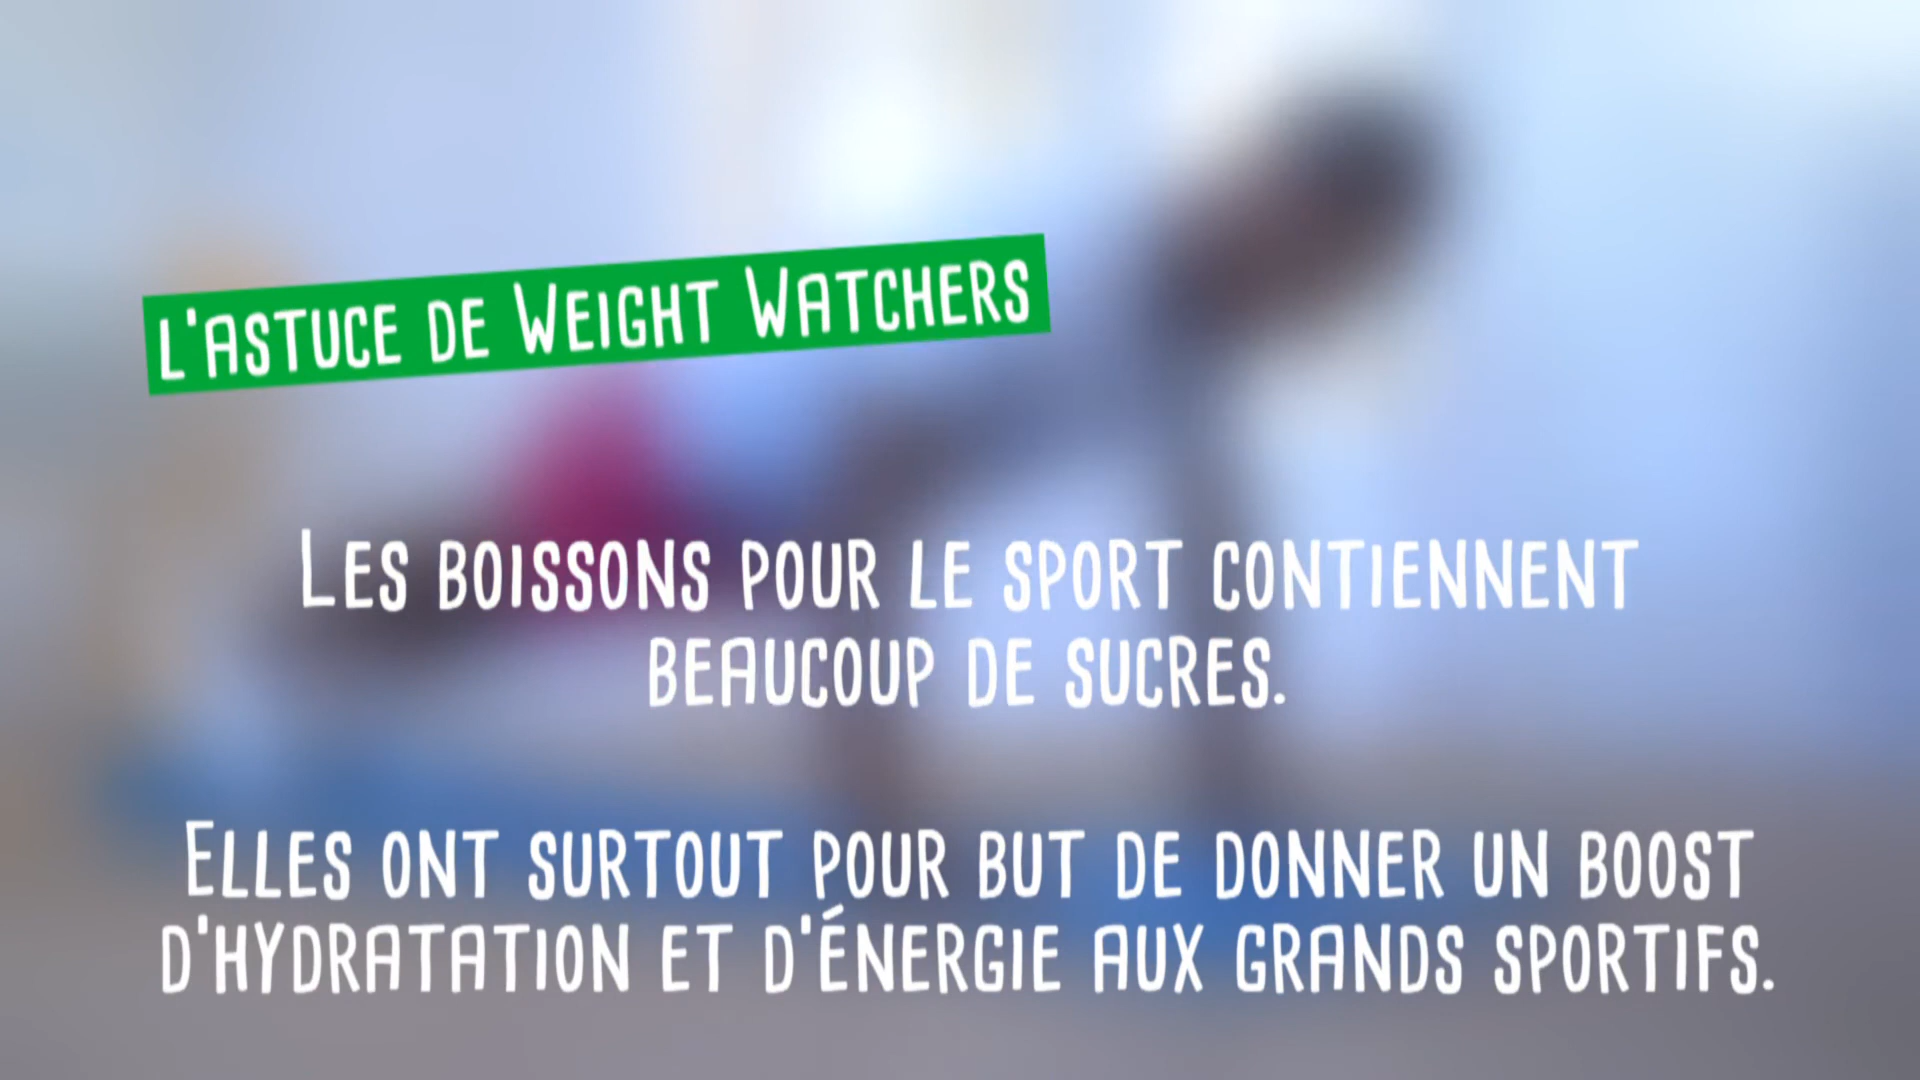 L'astuce de Weight Watchers
Les boissons pour le sport contiennent
beaucoup de sucres.
Elles ont surtout pour but de donner un boost
d'hydratation et d'énergie aux grands sportifs.